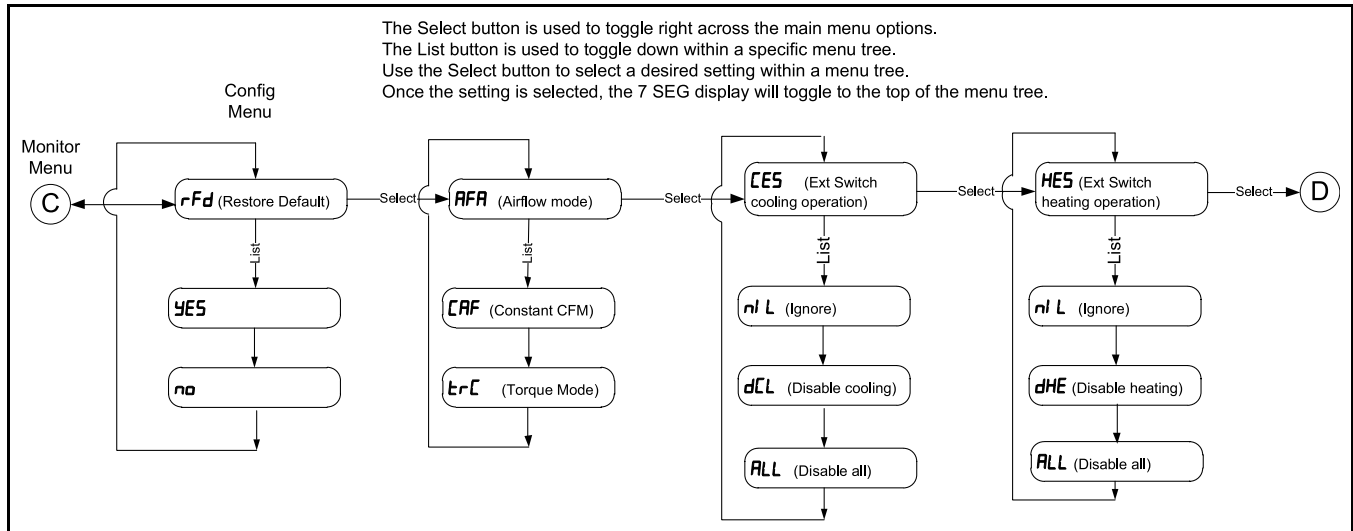 The Select button is used to toggle right across the main menu options.
The List button is used to toggle down within a specific menu tree.
Use the Select button to select a desired setting within a menu tree.
Once the setting is selected, the 7 SEG display will toggle to the top of the menu tree.
Config
Menu
Monitor
Menu
C
rFd (Restore Default)
Select
AFA (Airflow mode)
Select
CES (Ext Switch
cooling operation)
Select
HES (Ext Switch
heating operation)
Select
D
List
List
List
List
YES
CAF (Constant CFM)
nIL (Ignore)
nIL (Ignore)
no
trC (Torque Mode)
dCL (Disable cooling)
dHE (Disable heating)
ALL (Disable all)
ALL (Disable all)